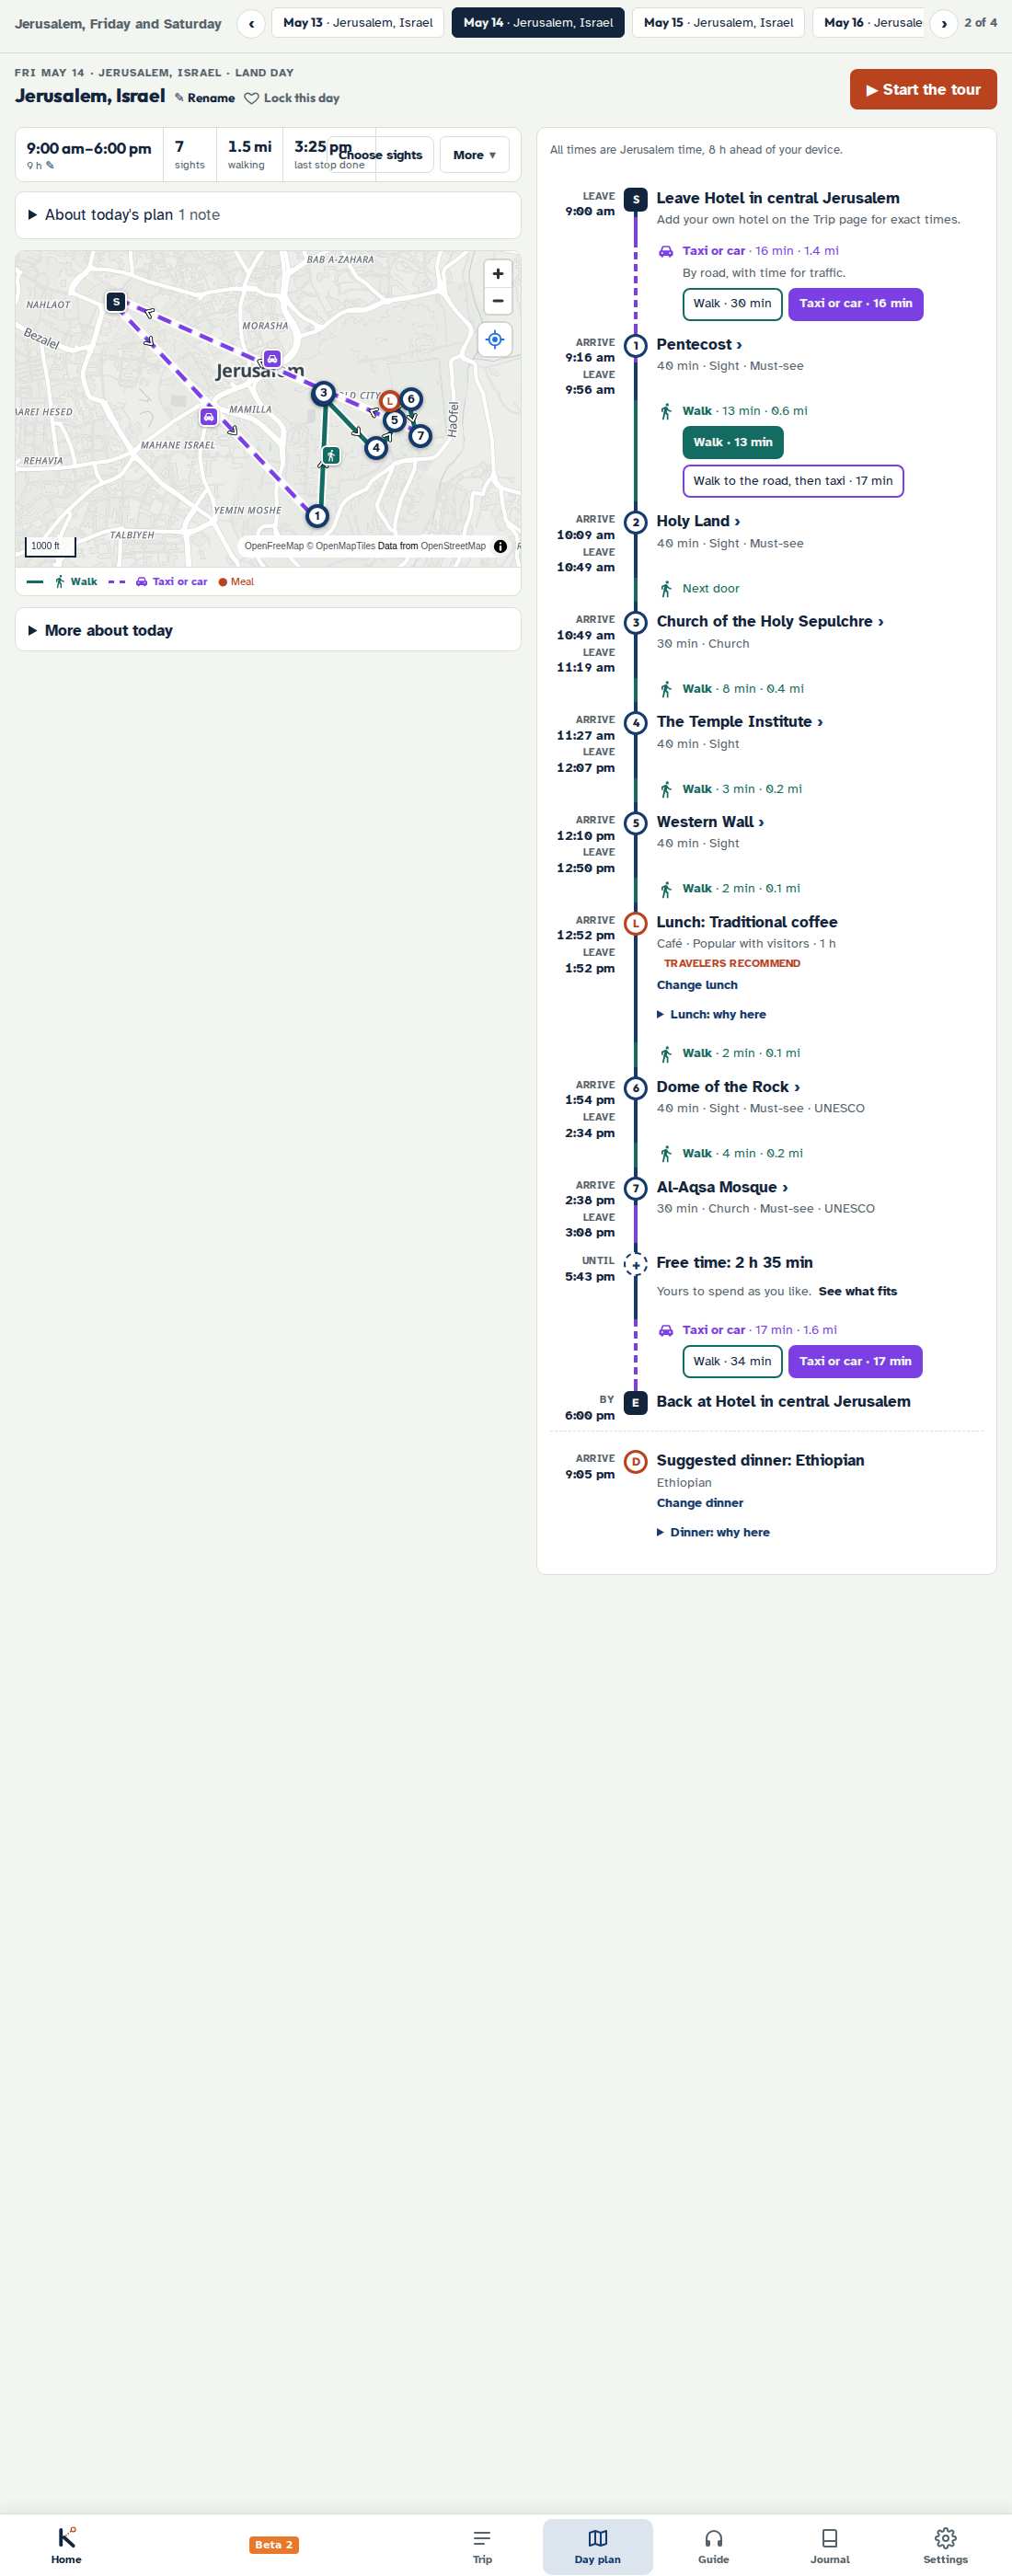 Jerusalem, Friday and Saturday
‹
May 13 · Jerusalem, Israel
May 14 · Jerusalem, Israel
May 15 · Jerusalem, Israel
May 16 · Jerusale
›
2 of 4
FRI MAY 14 · JERUSALEM, ISRAEL · LAND DAY
Jerusalem, Israel ✎ Rename Lock this day
▶ Start the tour
9:00 am–6:00 pm
9 h ✎
7
sights
1.5 mi
walking
3:25 pm
last stop done
Choose sights
More ▾
▶ About today's plan 1 note
BAB A-ZAHARA
NAHLAOT
Bezalel
MORASHA
Jerusalem
S
3
OLD CITY
L
6
5
7
4
HaOfel
MAMILLA
MAHANE ISRAEL
REHAVIA
YEMIN MOSHE
1
TALBIYEH
+
−
1000 ft
OpenFreeMap © OpenMapTiles Data from OpenStreetMap
Walk
Taxi or car
Meal
▶ More about today
All times are Jerusalem time, 8 h ahead of your device.
LEAVE
9:00 am
S
Leave Hotel in central Jerusalem
Add your own hotel on the Trip page for exact times.
Taxi or car · 16 min · 1.4 mi
By road, with time for traffic.
Walk · 30 min
Taxi or car · 16 min
ARRIVE
9:16 am
LEAVE
9:56 am
1
Pentecost ›
40 min · Sight · Must-see
Walk · 13 min · 0.6 mi
Walk · 13 min
Walk to the road, then taxi · 17 min
ARRIVE
10:09 am
LEAVE
10:49 am
2
Holy Land ›
40 min · Sight · Must-see
Next door
ARRIVE
10:49 am
LEAVE
11:19 am
3
Church of the Holy Sepulchre ›
30 min · Church
Walk · 8 min · 0.4 mi
ARRIVE
11:27 am
LEAVE
12:07 pm
4
The Temple Institute ›
40 min · Sight
Walk · 3 min · 0.2 mi
ARRIVE
12:10 pm
LEAVE
12:50 pm
5
Western Wall ›
40 min · Sight
Walk · 2 min · 0.1 mi
ARRIVE
12:52 pm
LEAVE
1:52 pm
L
Lunch: Traditional coffee
Café · Popular with visitors · 1 h
TRAVELERS RECOMMEND
Change lunch
▶ Lunch: why here
Walk · 2 min · 0.1 mi
ARRIVE
1:54 pm
LEAVE
2:34 pm
6
Dome of the Rock ›
40 min · Sight · Must-see · UNESCO
Walk · 4 min · 0.2 mi
ARRIVE
2:38 pm
LEAVE
3:08 pm
7
Al-Aqsa Mosque ›
30 min · Church · Must-see · UNESCO
UNTIL
5:43 pm
+
Free time: 2 h 35 min
Yours to spend as you like. See what fits
Taxi or car · 17 min · 1.6 mi
Walk · 34 min
Taxi or car · 17 min
BY
6:00 pm
E
Back at Hotel in central Jerusalem
ARRIVE
9:05 pm
D
Suggested dinner: Ethiopian
Ethiopian
Change dinner
▶ Dinner: why here
Home
Beta 2
Trip
Day plan
Guide
Journal
Settings